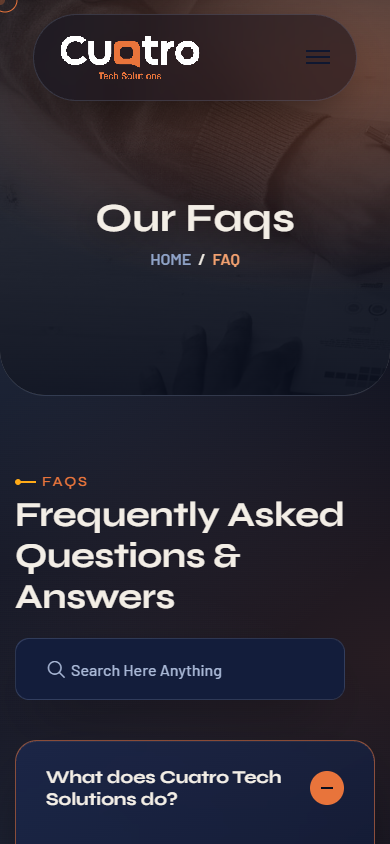 Cuatro
Tech Solutions
Our Faqs
HOME / FAQ
FAQS
Frequently Asked
Questions &
Answers
Search Here Anything
What does Cuatro Tech
Solutions do?